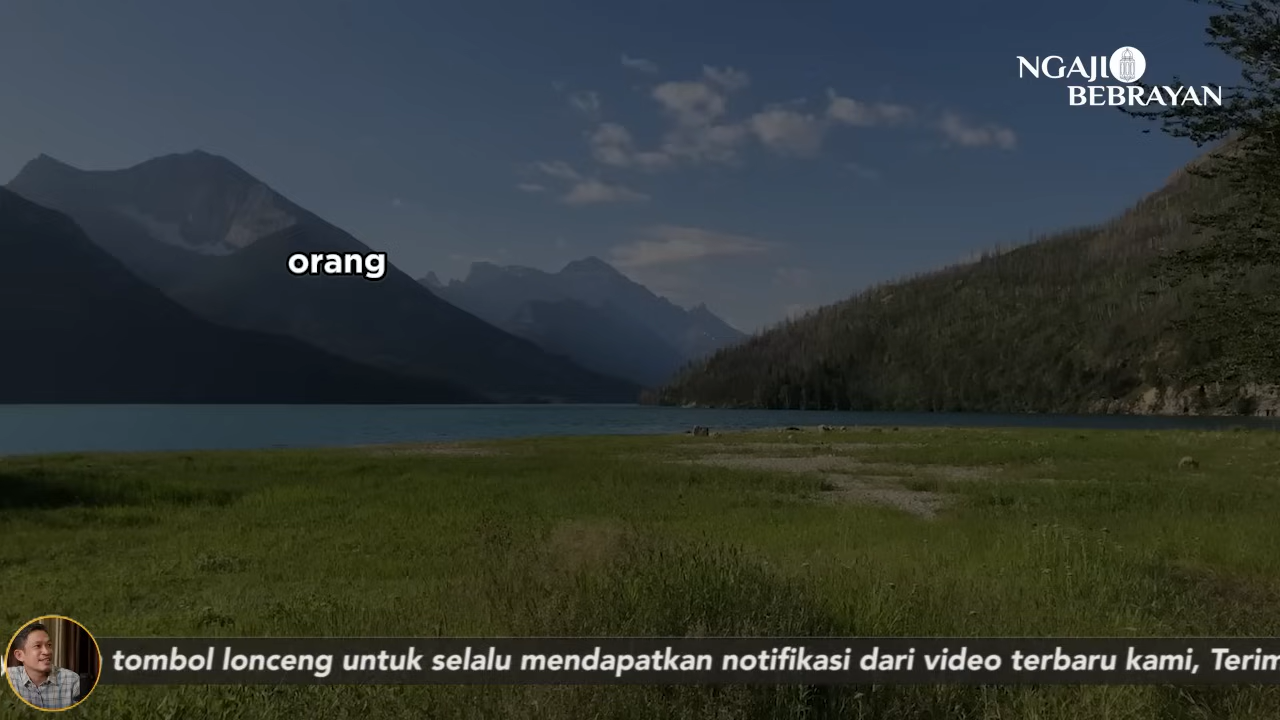 NGAJI
BEBRAYAN
orang
tombol lonceng untuk selalu mendapatkan notifikasi dari video terbaru kami, Terim